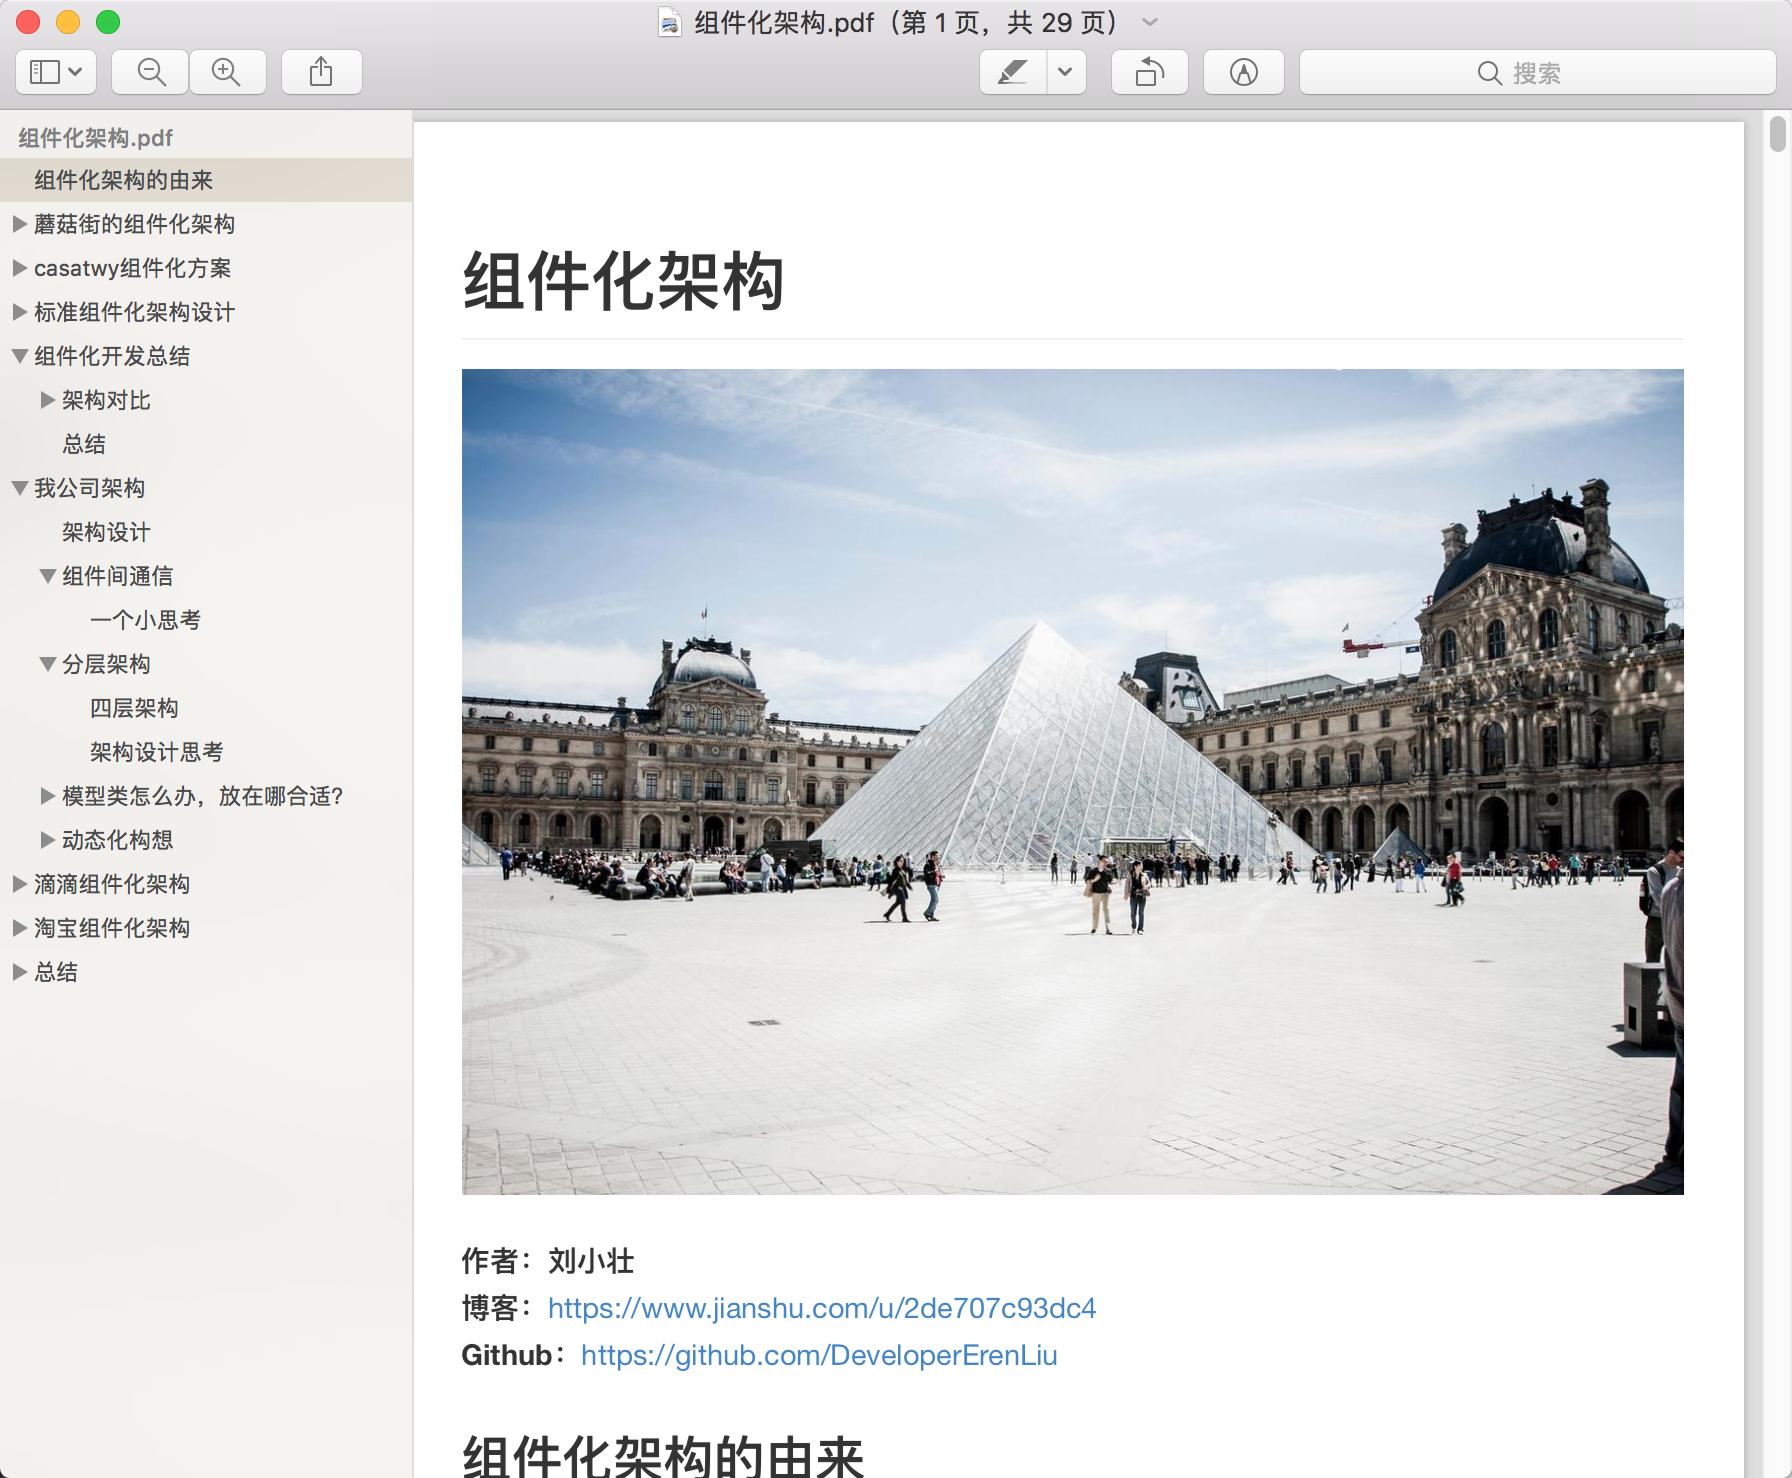 组件化架构.pdf（第 1 页，共 29 页）
搜索
组件化架构.pdf
组件化架构的由来
蘑菇街的组件化架构
casatwy组件化方案
标准组件化架构设计
组件化开发总结
架构对比
总结
我公司架构
架构设计
组件间通信
一个小思考
分层架构
四层架构
架构设计思考
模型类怎么办，放在哪合适？
动态化构想
滴滴组件化架构
淘宝组件化架构
总结
组件化架构
作者：刘小壮
博客：https://www.jianshu.com/u/2de707c93dc4
Github：https://github.com/DeveloperErenLiu
组件化架构的由来